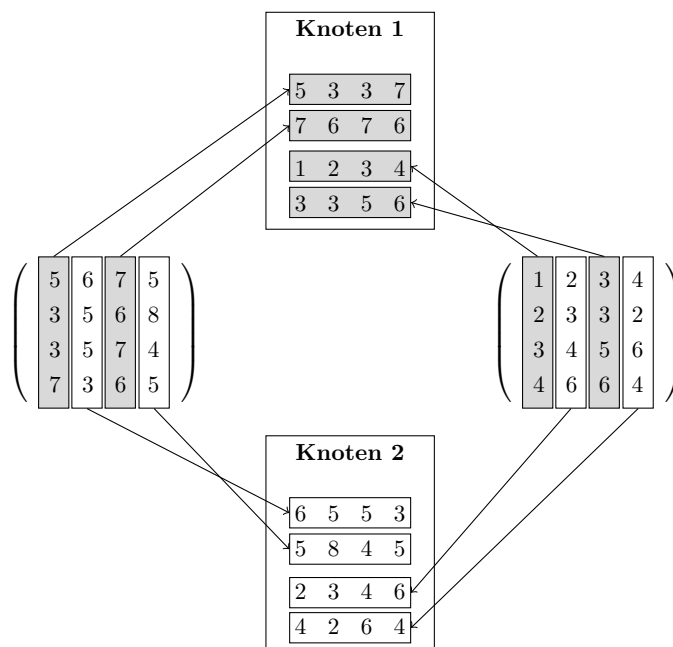 Knoten 1
5 3 3 7
7 6 7 6
1 2 3 4
3 3 5 6
5 6 7 5
3 5 6 8
3 5 7 4
7 3 6 5
1 2 3 4
2 3 3 2
3 4 5 6
4 6 6 4
Knoten 2
6 5 5 3
5 8 4 5
2 3 4 6
4 2 6 4